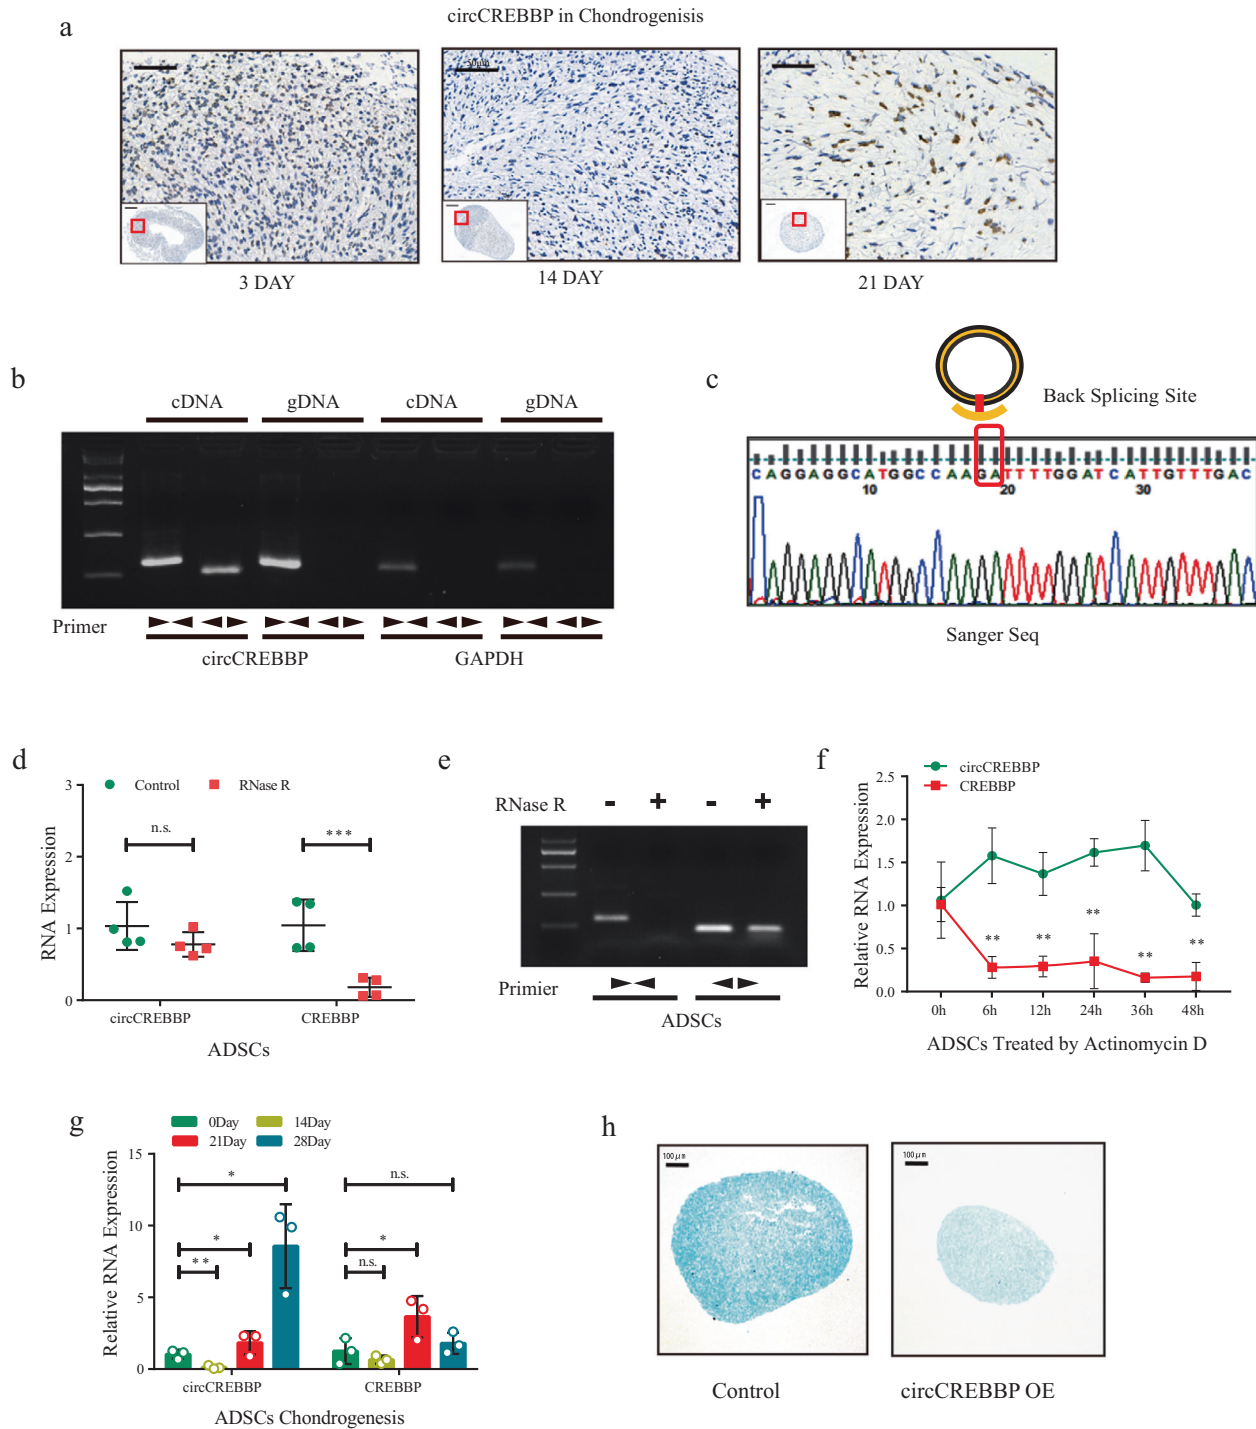 circCREBBP in Chondrogenisis
a
50μm
3 DAY
14 DAY
21 DAY
b
cDNA
gDNA
cDNA
gDNA
Primer
circCREBBP
GAPDH
c
Back Splicing Site
CAGGAGGCATGGCCAAGATTTTGGATCATTGTTTGAC
10
20
30
Sanger Seq
d
Control
RNase R
RNA Expression
3
2
1
0
n.s.
***
circCREBBP
CREBBP
ADSCs
e
RNase R
-
+
-
+
Primier
ADSCs
f
circCREBBP
CREBBP
Relative RNA Expression
2.5
2.0
1.5
1.0
0.5
0.0
**
**
**
**
**
0h
6h
12h
24h
36h
48h
ADSCs Treated by Actinomycin D
g
0Day
14Day
21Day
28Day
Relative RNA Expression
15
10
5
0
*
*
**
n.s.
*
n.s.
circCREBBP
CREBBP
ADSCs Chondrogenesis
h
100μm
100μm
Control
circCREBBP OE